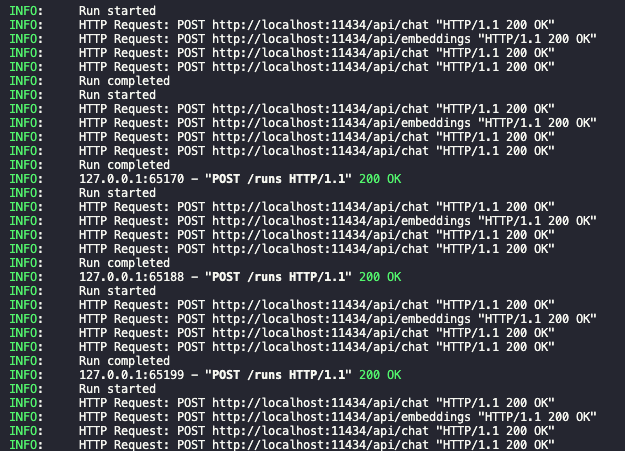 INFO:     Run started
INFO:     HTTP Request: POST http://localhost:11434/api/chat "HTTP/1.1 200 OK"
INFO:     HTTP Request: POST http://localhost:11434/api/embeddings "HTTP/1.1 200 OK"
INFO:     HTTP Request: POST http://localhost:11434/api/chat "HTTP/1.1 200 OK"
INFO:     HTTP Request: POST http://localhost:11434/api/chat "HTTP/1.1 200 OK"
INFO:     Run completed
INFO:     Run started
INFO:     HTTP Request: POST http://localhost:11434/api/chat "HTTP/1.1 200 OK"
INFO:     HTTP Request: POST http://localhost:11434/api/embeddings "HTTP/1.1 200 OK"
INFO:     HTTP Request: POST http://localhost:11434/api/chat "HTTP/1.1 200 OK"
INFO:     HTTP Request: POST http://localhost:11434/api/chat "HTTP/1.1 200 OK"
INFO:     Run completed
INFO:     127.0.0.1:65170 - "POST /runs HTTP/1.1" 200 OK
INFO:     Run started
INFO:     HTTP Request: POST http://localhost:11434/api/chat "HTTP/1.1 200 OK"
INFO:     HTTP Request: POST http://localhost:11434/api/embeddings "HTTP/1.1 200 OK"
INFO:     HTTP Request: POST http://localhost:11434/api/chat "HTTP/1.1 200 OK"
INFO:     Run completed
INFO:     127.0.0.1:65188 - "POST /runs HTTP/1.1" 200 OK
INFO:     Run started
INFO:     HTTP Request: POST http://localhost:11434/api/chat "HTTP/1.1 200 OK"
INFO:     HTTP Request: POST http://localhost:11434/api/embeddings "HTTP/1.1 200 OK"
INFO:     HTTP Request: POST http://localhost:11434/api/chat "HTTP/1.1 200 OK"
INFO:     HTTP Request: POST http://localhost:11434/api/chat "HTTP/1.1 200 OK"
INFO:     Run completed
INFO:     127.0.0.1:65199 - "POST /runs HTTP/1.1" 200 OK
INFO:     Run started
INFO:     HTTP Request: POST http://localhost:11434/api/chat "HTTP/1.1 200 OK"
INFO:     HTTP Request: POST http://localhost:11434/api/embeddings "HTTP/1.1 200 OK"
INFO:     HTTP Request: POST http://localhost:11434/api/chat "HTTP/1.1 200 OK"
INFO:     HTTP Request: POST http://localhost:11434/api/chat "HTTP/1.1 200 OK"